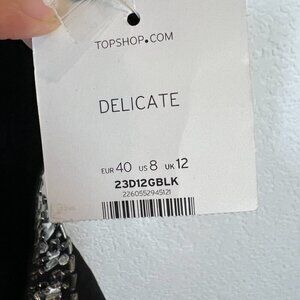 TOPSHOP.COM
DELICATE
EUR 40 US 8 UK 12
23D12GBLK
2260552945121